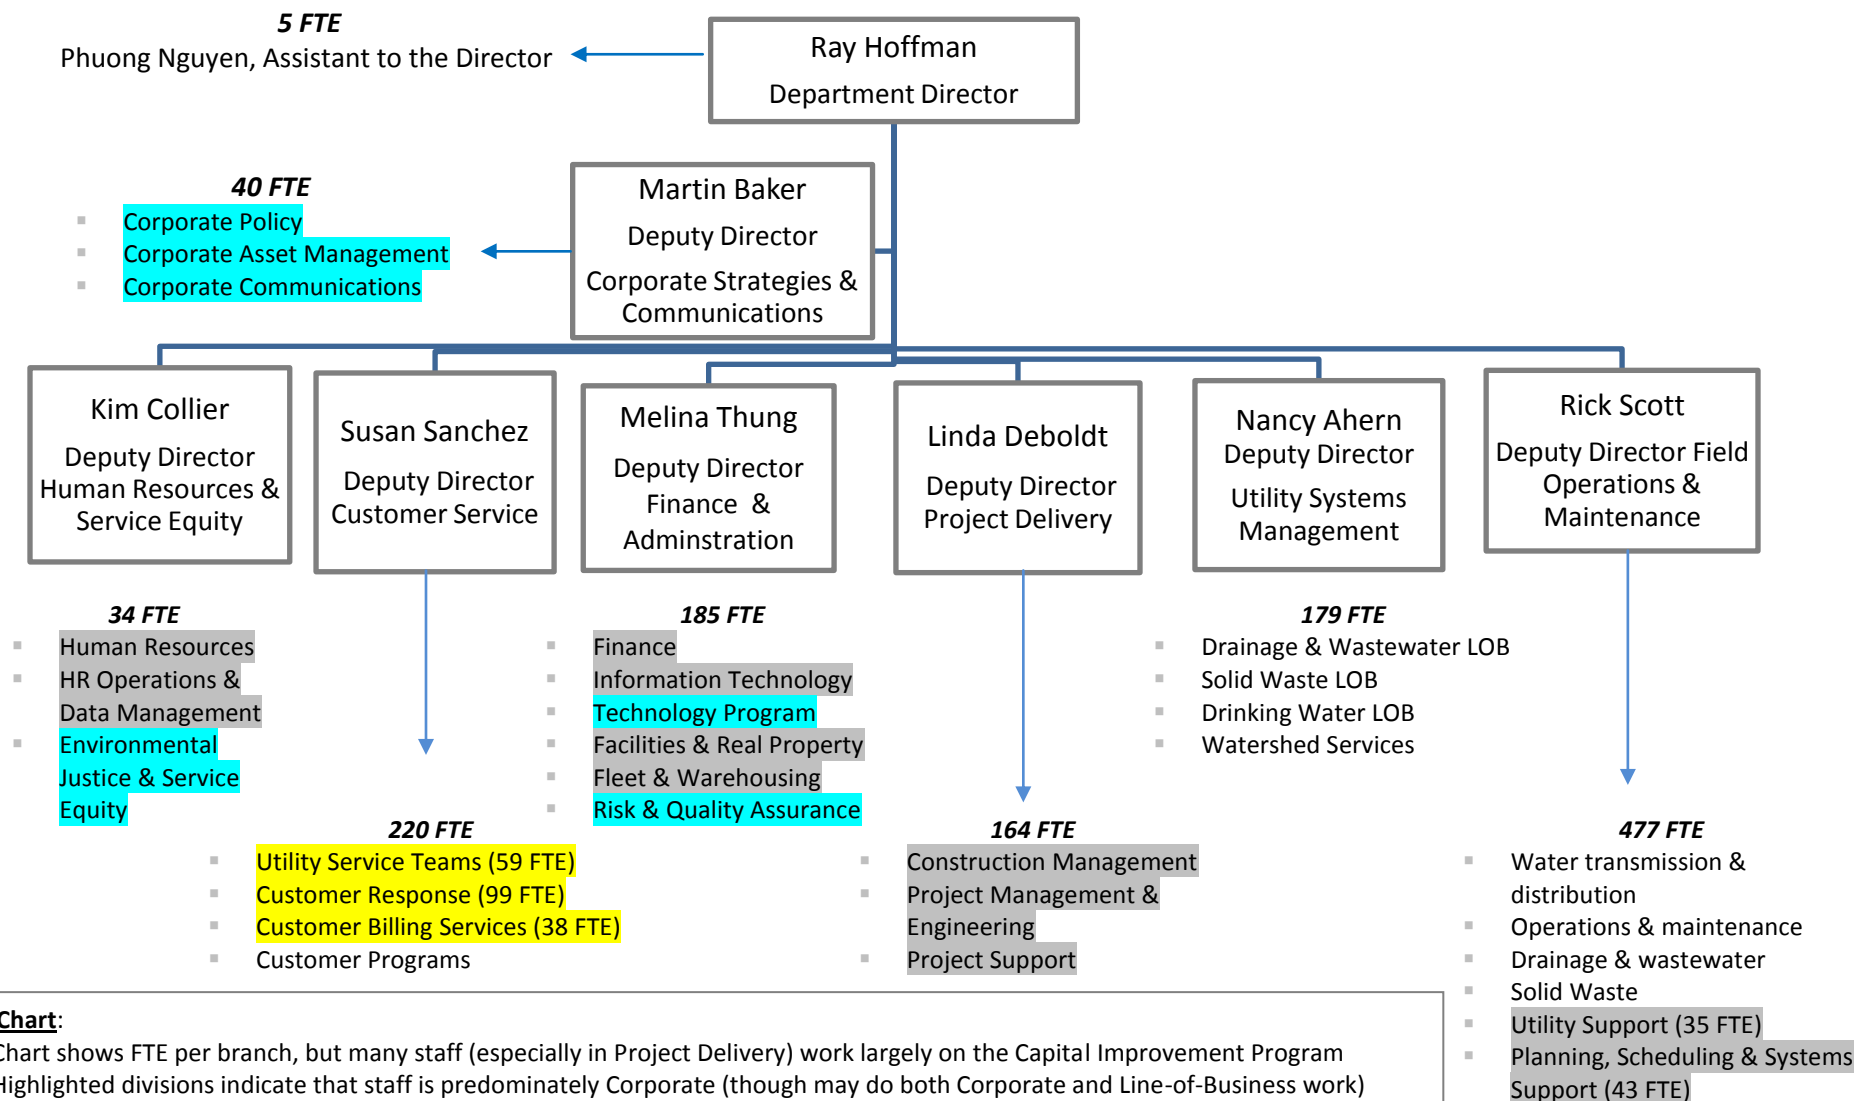 5 FTE
Phuong Nguyen, Assistant to the Director
Ray Hoffman
Department Director
40 FTE
Corporate Policy
Corporate Asset Management
Corporate Communications
Martin Baker
Deputy Director
Corporate Strategies &
Communications
Kim Collier
Deputy Director
Human Resources &
Service Equity
Susan Sanchez
Deputy Director
Customer Service
Melina Thung
Deputy Director
Finance &
Adminstration
Linda Deboldt
Deputy Director
Project Delivery
Nancy Ahern
Deputy Director
Utility Systems
Management
Rick Scott
Deputy Director Field
Operations &
Maintenance
34 FTE
Human Resources
HR Operations &
Data Management
Environmental
Justice & Service
Equity
220 FTE
Utility Service Teams (59 FTE)
Customer Response (99 FTE)
Customer Billing Services (38 FTE)
Customer Programs
185 FTE
Finance
Information Technology
Technology Program
Facilities & Real Property
Fleet & Warehousing
Risk & Quality Assurance
164 FTE
Construction Management
Project Management &
Engineering
Project Support
179 FTE
Drainage & Wastewater LOB
Solid Waste LOB
Drinking Water LOB
Watershed Services
477 FTE
Water transmission &
distribution
Operations & maintenance
Drainage & wastewater
Solid Waste
Utility Support (35 FTE)
Planning, Scheduling & Systems
Support (43 FTE)
Chart:
Chart shows FTE per branch, but many staff (especially in Project Delivery) work largely on the Capital Improvement Program
Highlighted divisions indicate that staff is predominately Corporate (though may do both Corporate and Line-of-Business work)